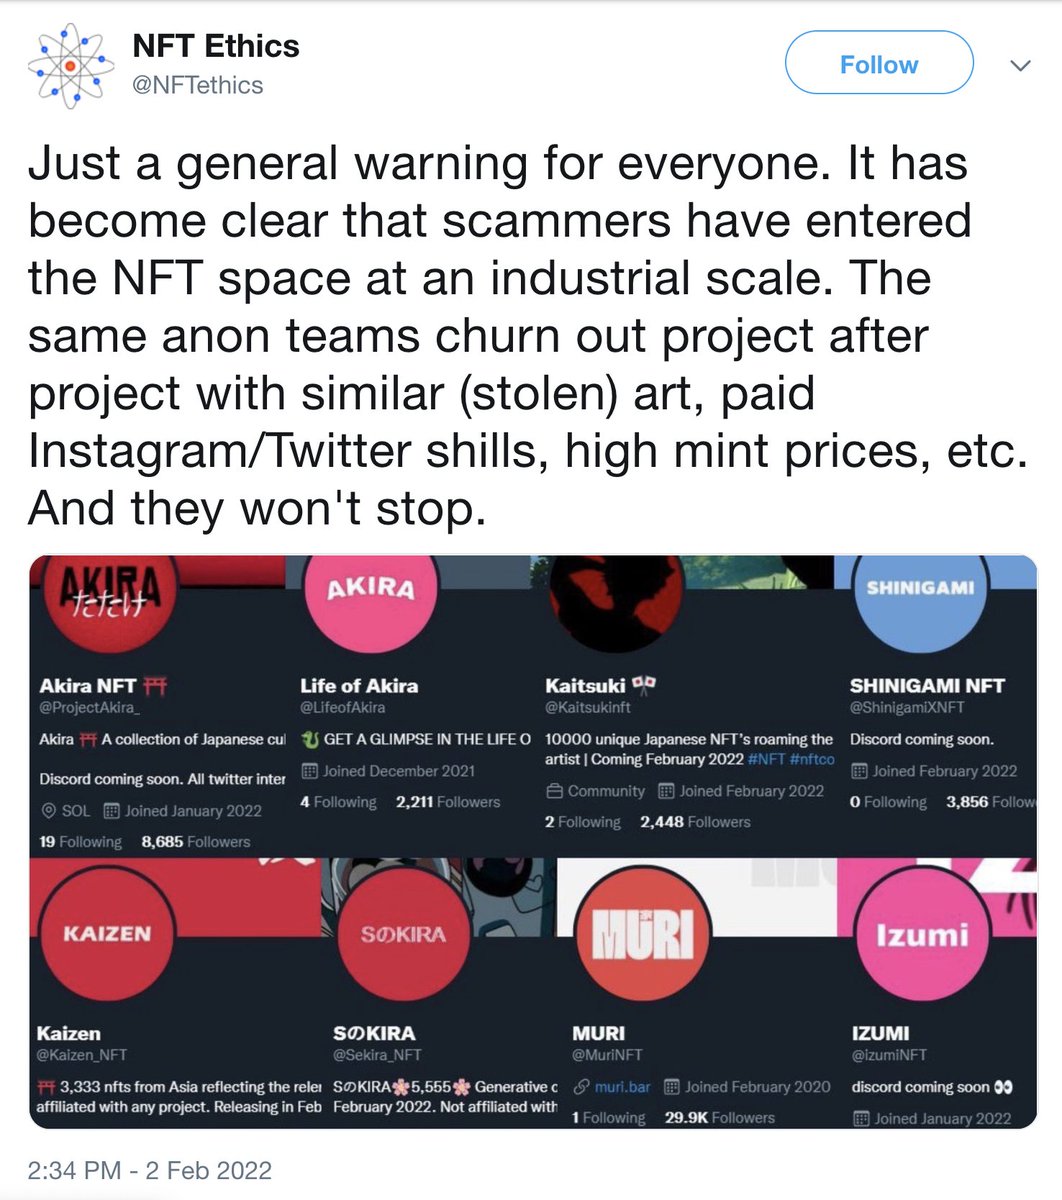 NFT Ethics
@NFTethics
Follow
Just a general warning for everyone. It has
become clear that scammers have entered
the NFT space at an industrial scale. The
same anon teams churn out project after
project with similar (stolen) art, paid
Instagram/Twitter shills, high mint prices, etc.
And they won't stop.
AKIRA
たたけ
AKIRA
SHINIGAMI
Akira NFT ⛩
@ProjectAkira_
Akira ⛩ A collection of Japanese cul
Discord coming soon. All twitter inter
SOL Joined January 2022
19 Following 8,685 Followers
Life of Akira
@LifeofAkira
🐉 GET A GLIMPSE IN THE LIFE O
Joined December 2021
4 Following 2,211 Followers
Kaitsuki 🎌
@Kaitsukinft
10000 unique Japanese NFT's roaming the
artist | Coming February 2022 #NFT #nftco
Community Joined February 2022
2 Following 2,448 Followers
SHINIGAMI NFT
@ShinigamiXNFT
Discord coming soon.
Joined February 2022
0 Following 3,856 Follow
KAIZEN
Kaizen
@Kaizen_NFT
⛩ 3,333 nfts from Asia reflecting the rele
affiliated with any project. Releasing in Feb
SのKIRA
SのKIRA
@Sekira_NFT
SのKIRA🌸5,555🌸 Generative c
February 2022. Not affiliated with
MURI
MURI
@MuriNFT
muri.bar Joined February 2020
1 Following 29.9K Followers
Izumi
IZUMI
@izumiNFT
discord coming soon 👀
Joined January 2022
2:34 PM - 2 Feb 2022